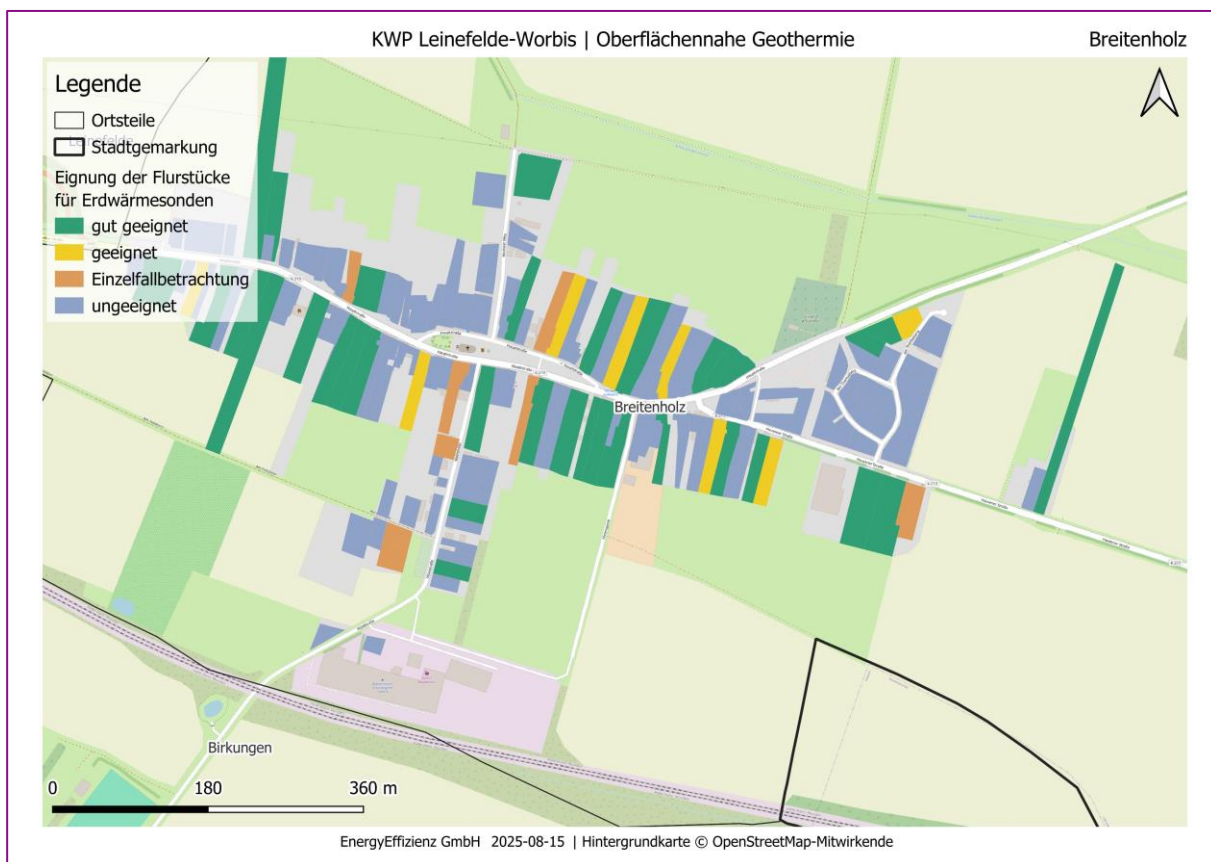 KWP Leinefelde-Worbis | Oberflächennahe Geothermie
Breitenholz
Legende
Ortsteile
Leinefelde
Stadtgemarkung
Eignung der Flurstücke
für Erdwärmesonden
gut geeignet
geeignet
Einzelfallbetrachtung
ungeeignet
Breitenholz
Birkungen
0 180 360 m
EnergyEffizienz GmbH 2025-08-15 | Hintergrundkarte © OpenStreetMap-Mitwirkende